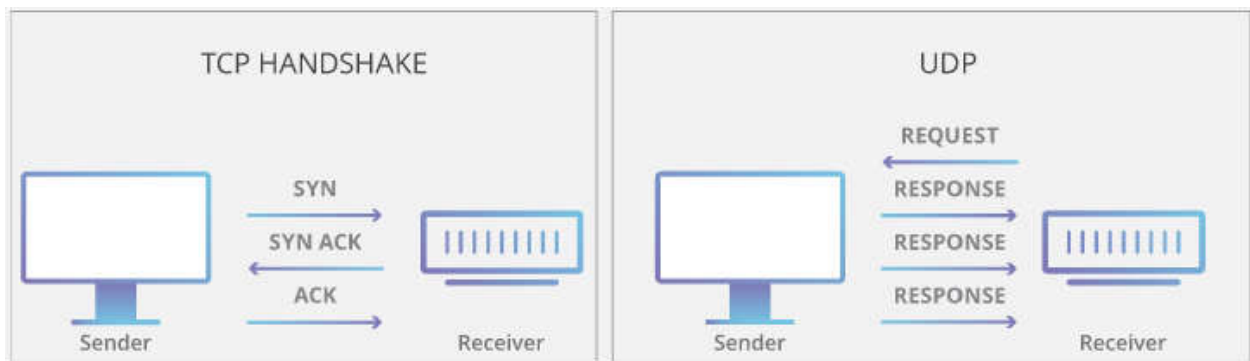 TCP HANDSHAKE
SYN
SYN ACK
ACK
Sender
Receiver
UDP
REQUEST
RESPONSE
RESPONSE
RESPONSE
Sender
Receiver